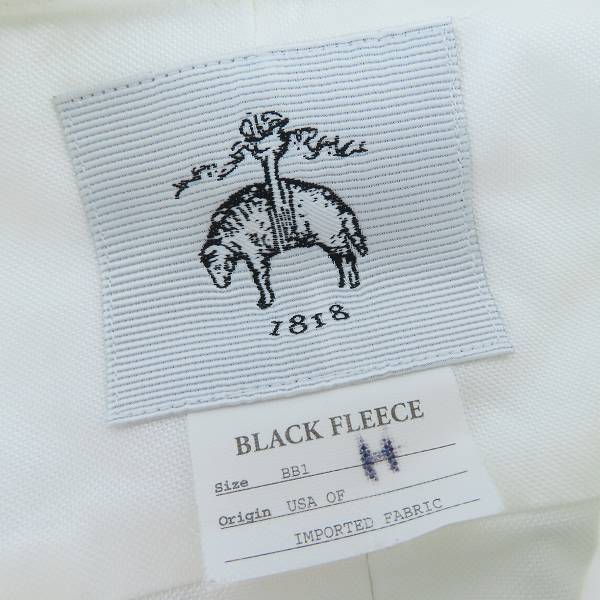 1818
BLACK FLEECE
Size BB1 H
Origin USA OF
IMPORTED FABRIC